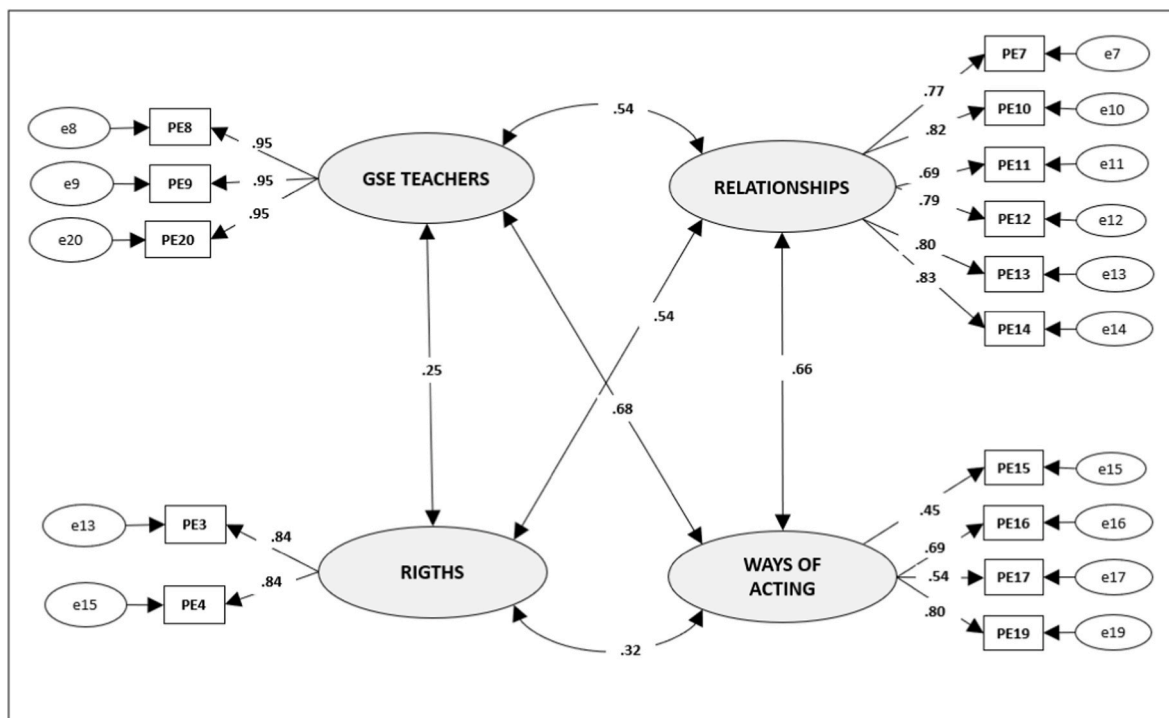 e8
PE8
.95
e9
PE9
.95
e20
PE20
.95
GSE TEACHERS
.54
RELATIONSHIPS
.77
PE7
e7
.82
PE10
e10
.69
PE11
e11
.79
PE12
e12
.80
PE13
e13
.83
PE14
e14
.25
.54
.68
.66
e13
PE3
.84
e15
PE4
.84
RIGTHS
.32
WAYS OF
ACTING
.45
PE15
e15
.69
PE16
e16
.54
PE17
e17
.80
PE19
e19